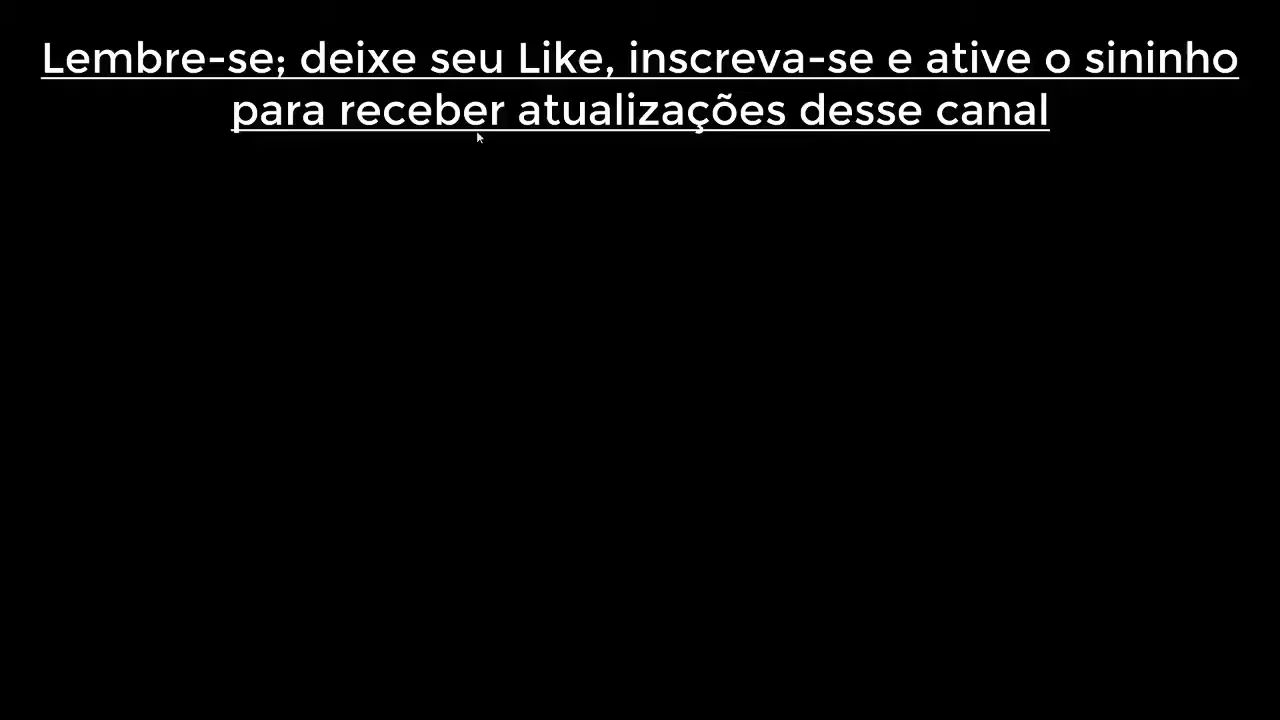 Lembre-se; deixe seu Like, inscreva-se e ative o sininho
para receber atualizações desse canal